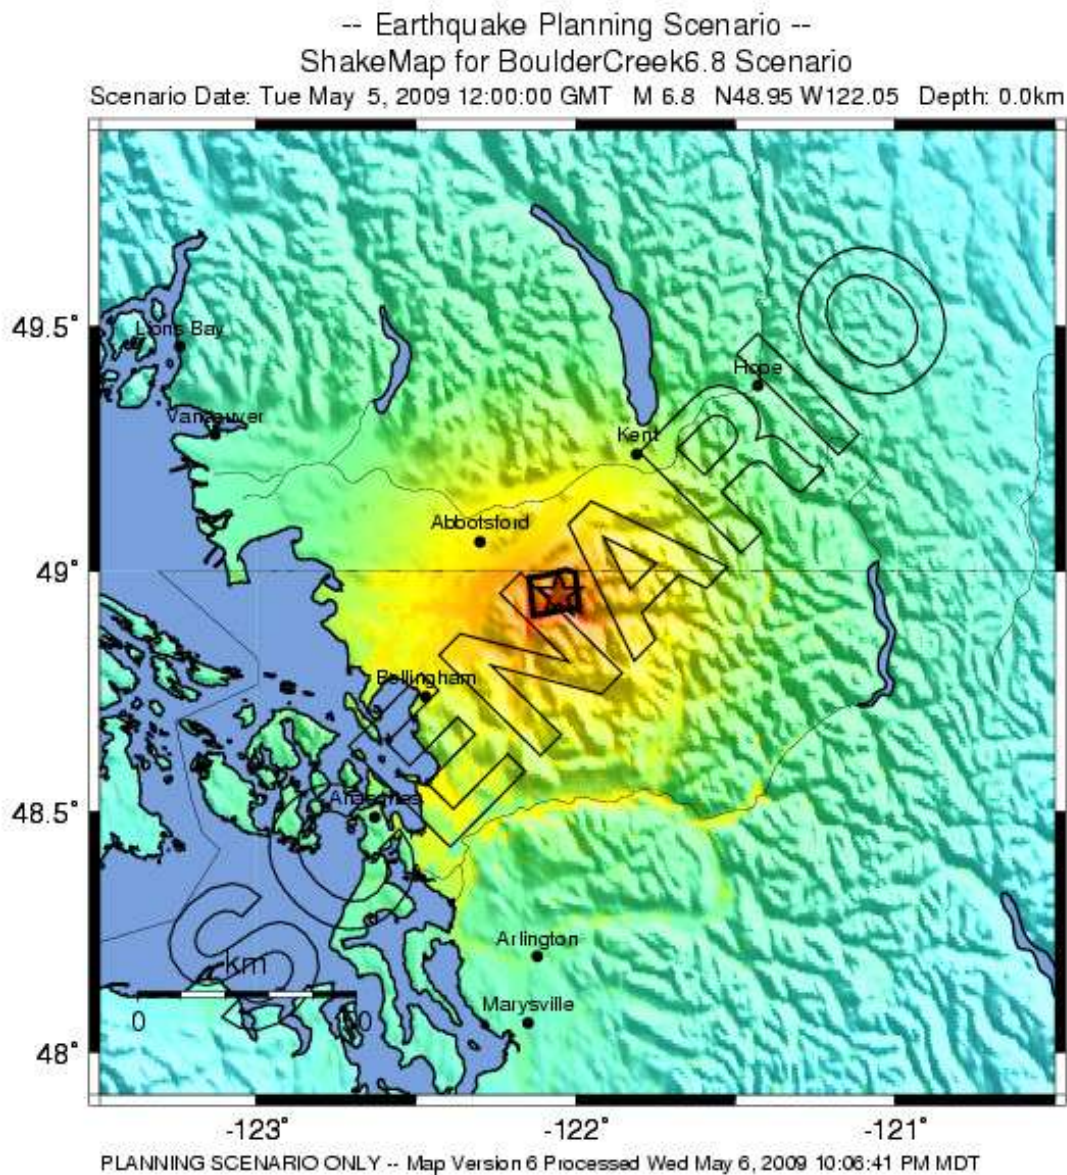 -- Earthquake Planning Scenario --
ShakeMap for BoulderCreek6.8 Scenario
Scenario Date: Tue May 5, 2009 12:00:00 GMT M 6.8 N48.95 W122.05 Depth: 0.0km
49.5°
Lions Bay
Hope
Vancouver
Kent
Abbotsford
49°
Bellingham
Anacortes
48.5°
Arlington
km
Marysville
0 50
48°
SCENARIO
-123° -122° -121°
PLANNING SCENARIO ONLY -- Map Version 6 Processed Wed May 6, 2009 10:06:41 PM MDT